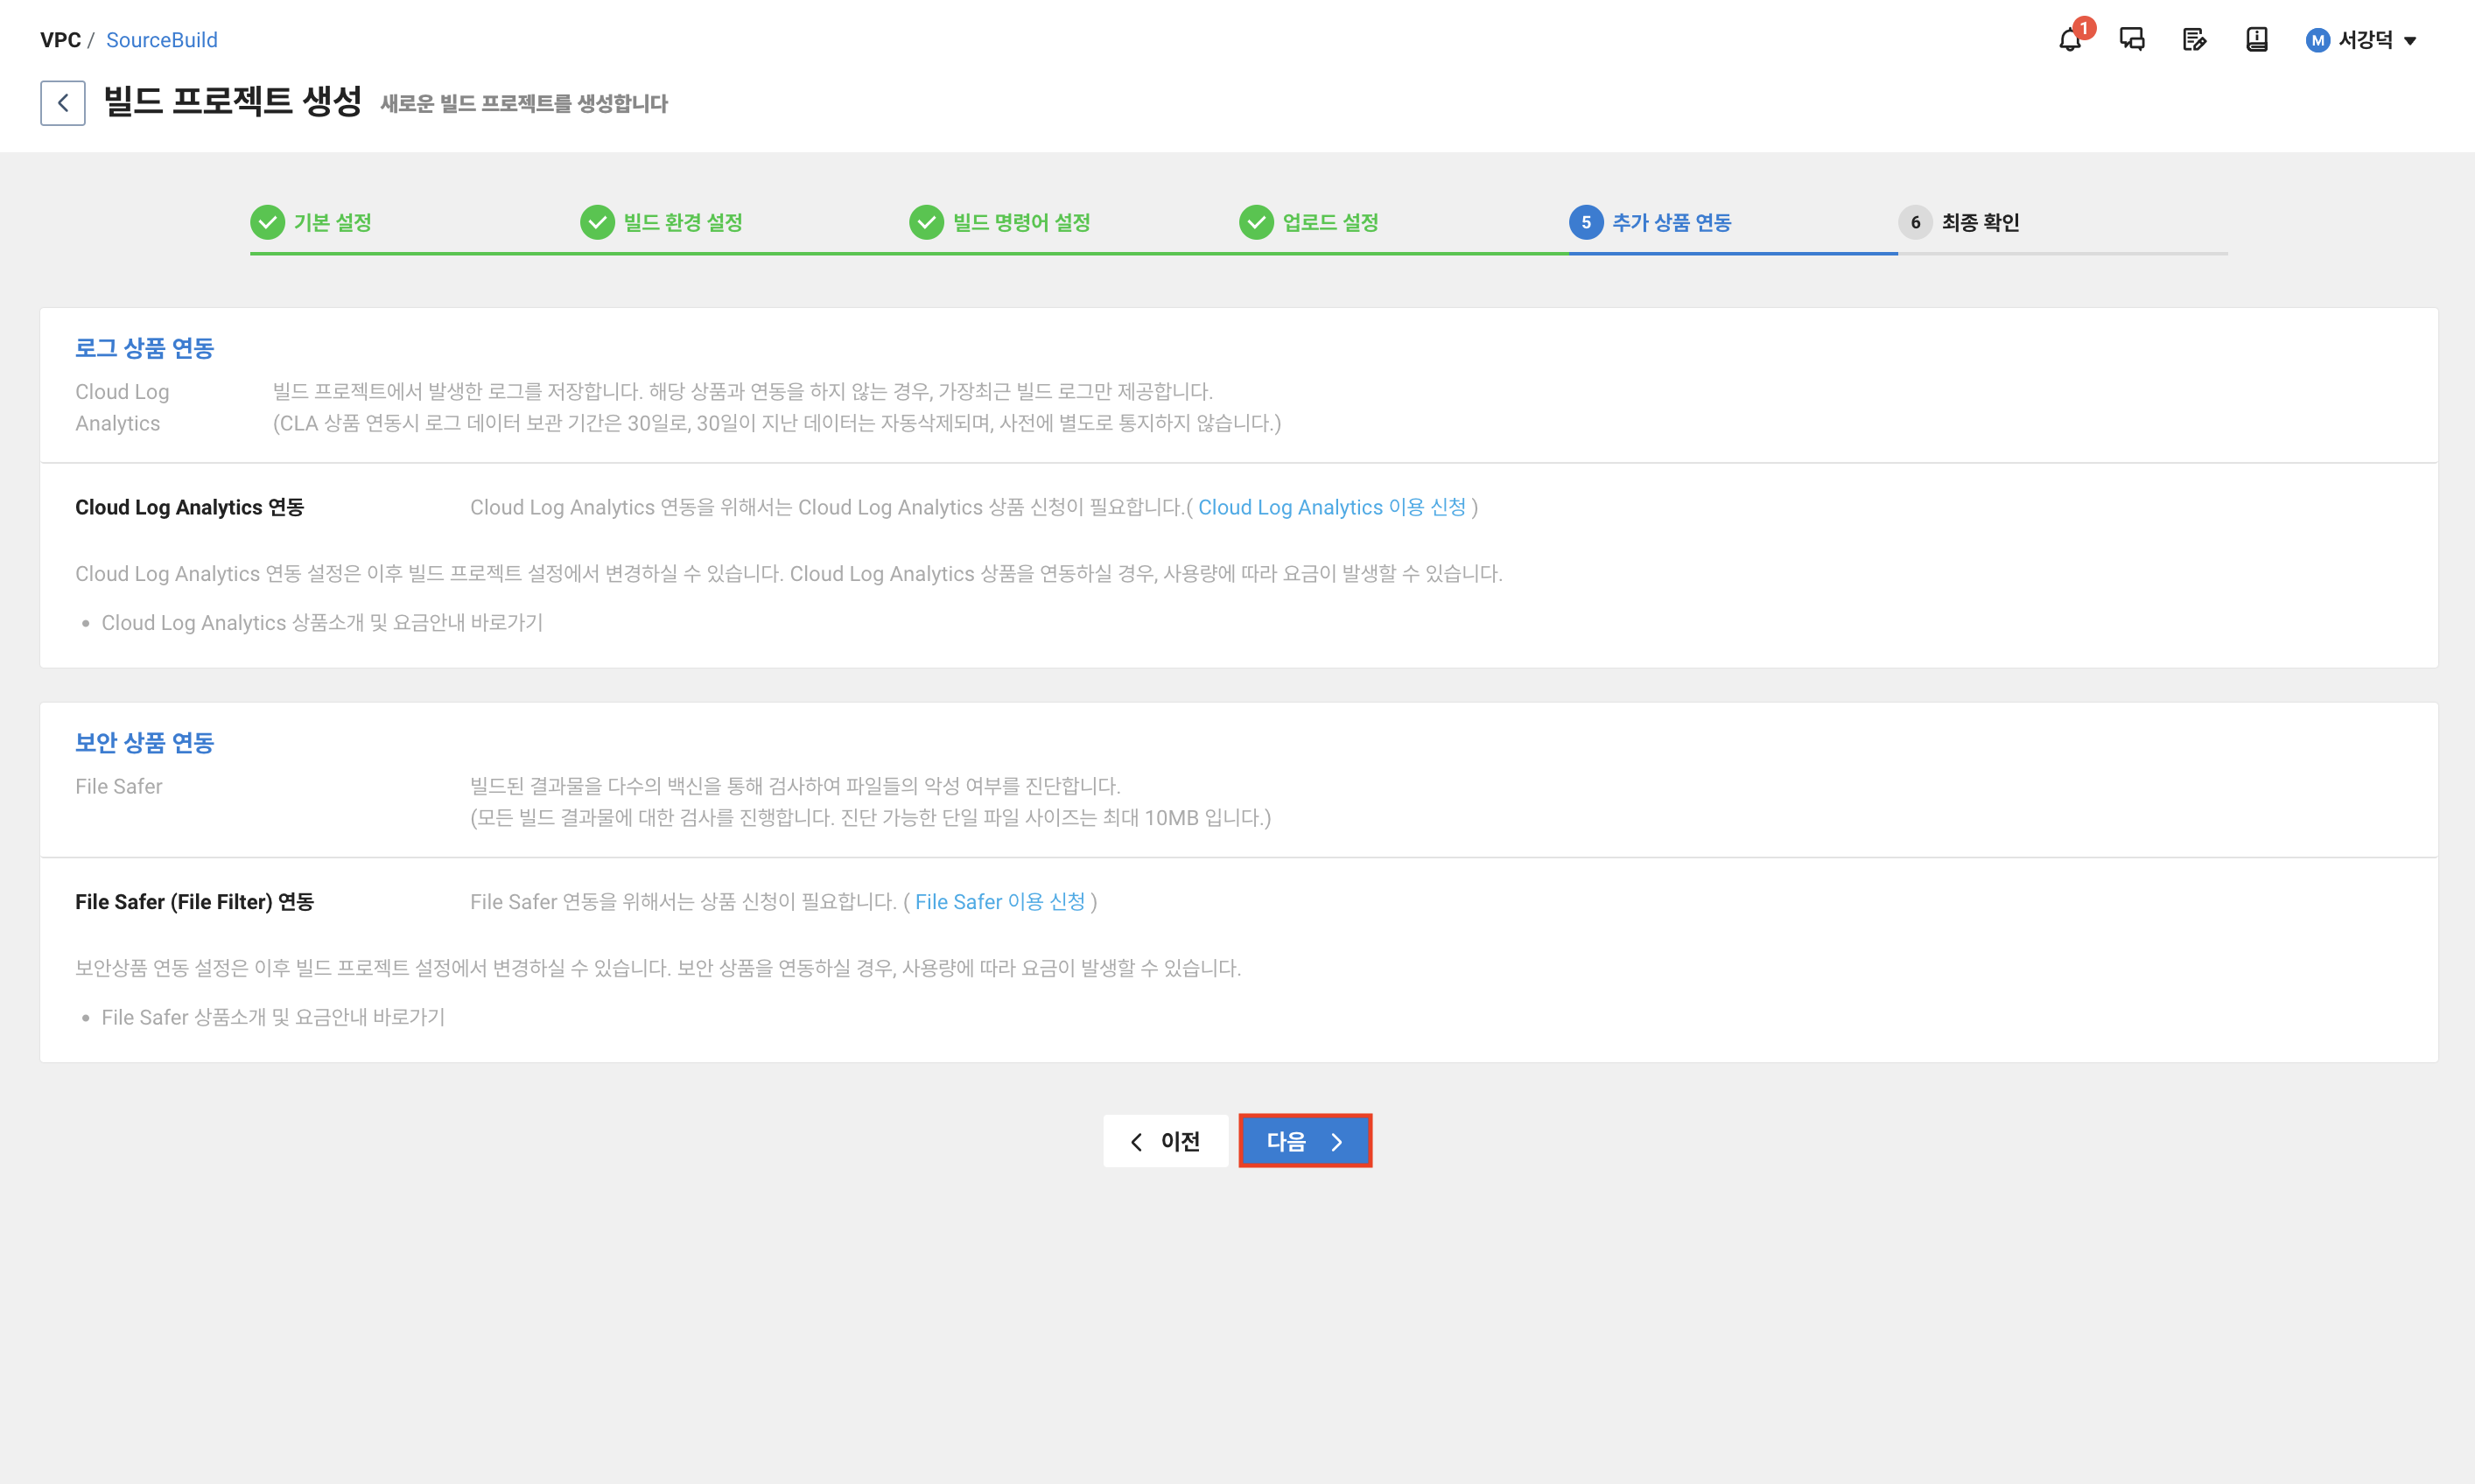 VPC / SourceBuild
1
M 서강덕
빌드 프로젝트 생성 새로운 빌드 프로젝트를 생성합니다
기본 설정
빌드 환경 설정
빌드 명령어 설정
업로드 설정
5 추가 상품 연동
6 최종 확인
로그 상품 연동
Cloud Log
Analytics
빌드 프로젝트에서 발생한 로그를 저장합니다. 해당 상품과 연동을 하지 않는 경우, 가장최근 빌드 로그만 제공합니다.
(CLA 상품 연동시 로그 데이터 보관 기간은 30일로, 30일이 지난 데이터는 자동삭제되며, 사전에 별도로 통지하지 않습니다.)
Cloud Log Analytics 연동
Cloud Log Analytics 연동을 위해서는 Cloud Log Analytics 상품 신청이 필요합니다.( Cloud Log Analytics 이용 신청 )
Cloud Log Analytics 연동 설정은 이후 빌드 프로젝트 설정에서 변경하실 수 있습니다. Cloud Log Analytics 상품을 연동하실 경우, 사용량에 따라 요금이 발생할 수 있습니다.
• Cloud Log Analytics 상품소개 및 요금안내 바로가기
보안 상품 연동
File Safer
빌드된 결과물을 다수의 백신을 통해 검사하여 파일들의 악성 여부를 진단합니다.
(모든 빌드 결과물에 대한 검사를 진행합니다. 진단 가능한 단일 파일 사이즈는 최대 10MB 입니다.)
File Safer (File Filter) 연동
File Safer 연동을 위해서는 상품 신청이 필요합니다. ( File Safer 이용 신청 )
보안상품 연동 설정은 이후 빌드 프로젝트 설정에서 변경하실 수 있습니다. 보안 상품을 연동하실 경우, 사용량에 따라 요금이 발생할 수 있습니다.
• File Safer 상품소개 및 요금안내 바로가기
이전
다음